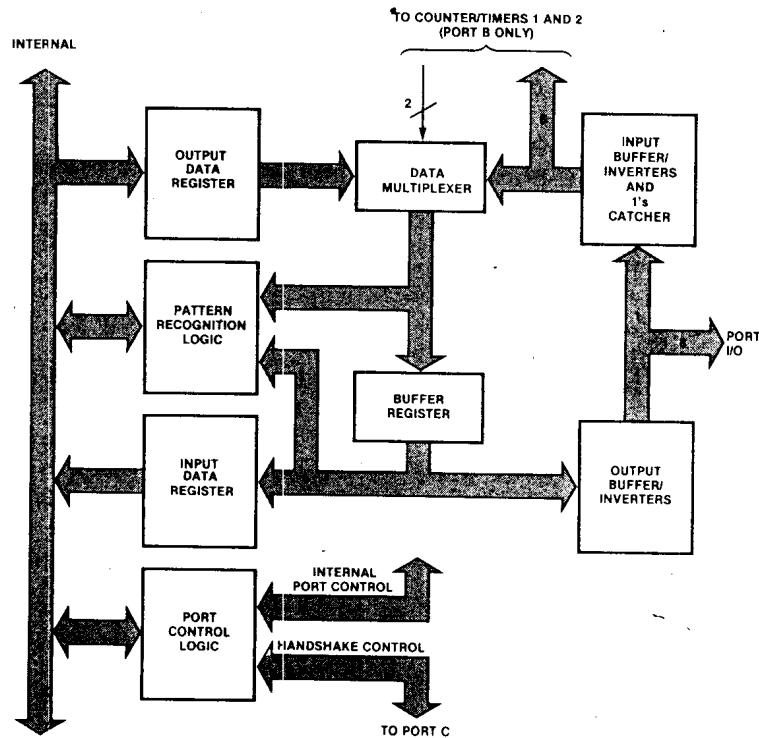 TO COUNTER/TIMERS 1 AND 2
(PORT B ONLY)
INTERNAL
2
OUTPUT
DATA
REGISTER
DATA
MULTIPLEXER
INPUT
BUFFER/
INVERTERS
AND
1's
CATCHER
PATTERN
RECOGNITION
LOGIC
PORT
I/O
BUFFER
REGISTER
INPUT
DATA
REGISTER
OUTPUT
BUFFER/
INVERTERS
INTERNAL
PORT CONTROL
PORT
CONTROL
LOGIC
HANDSHAKE CONTROL
TO PORT C